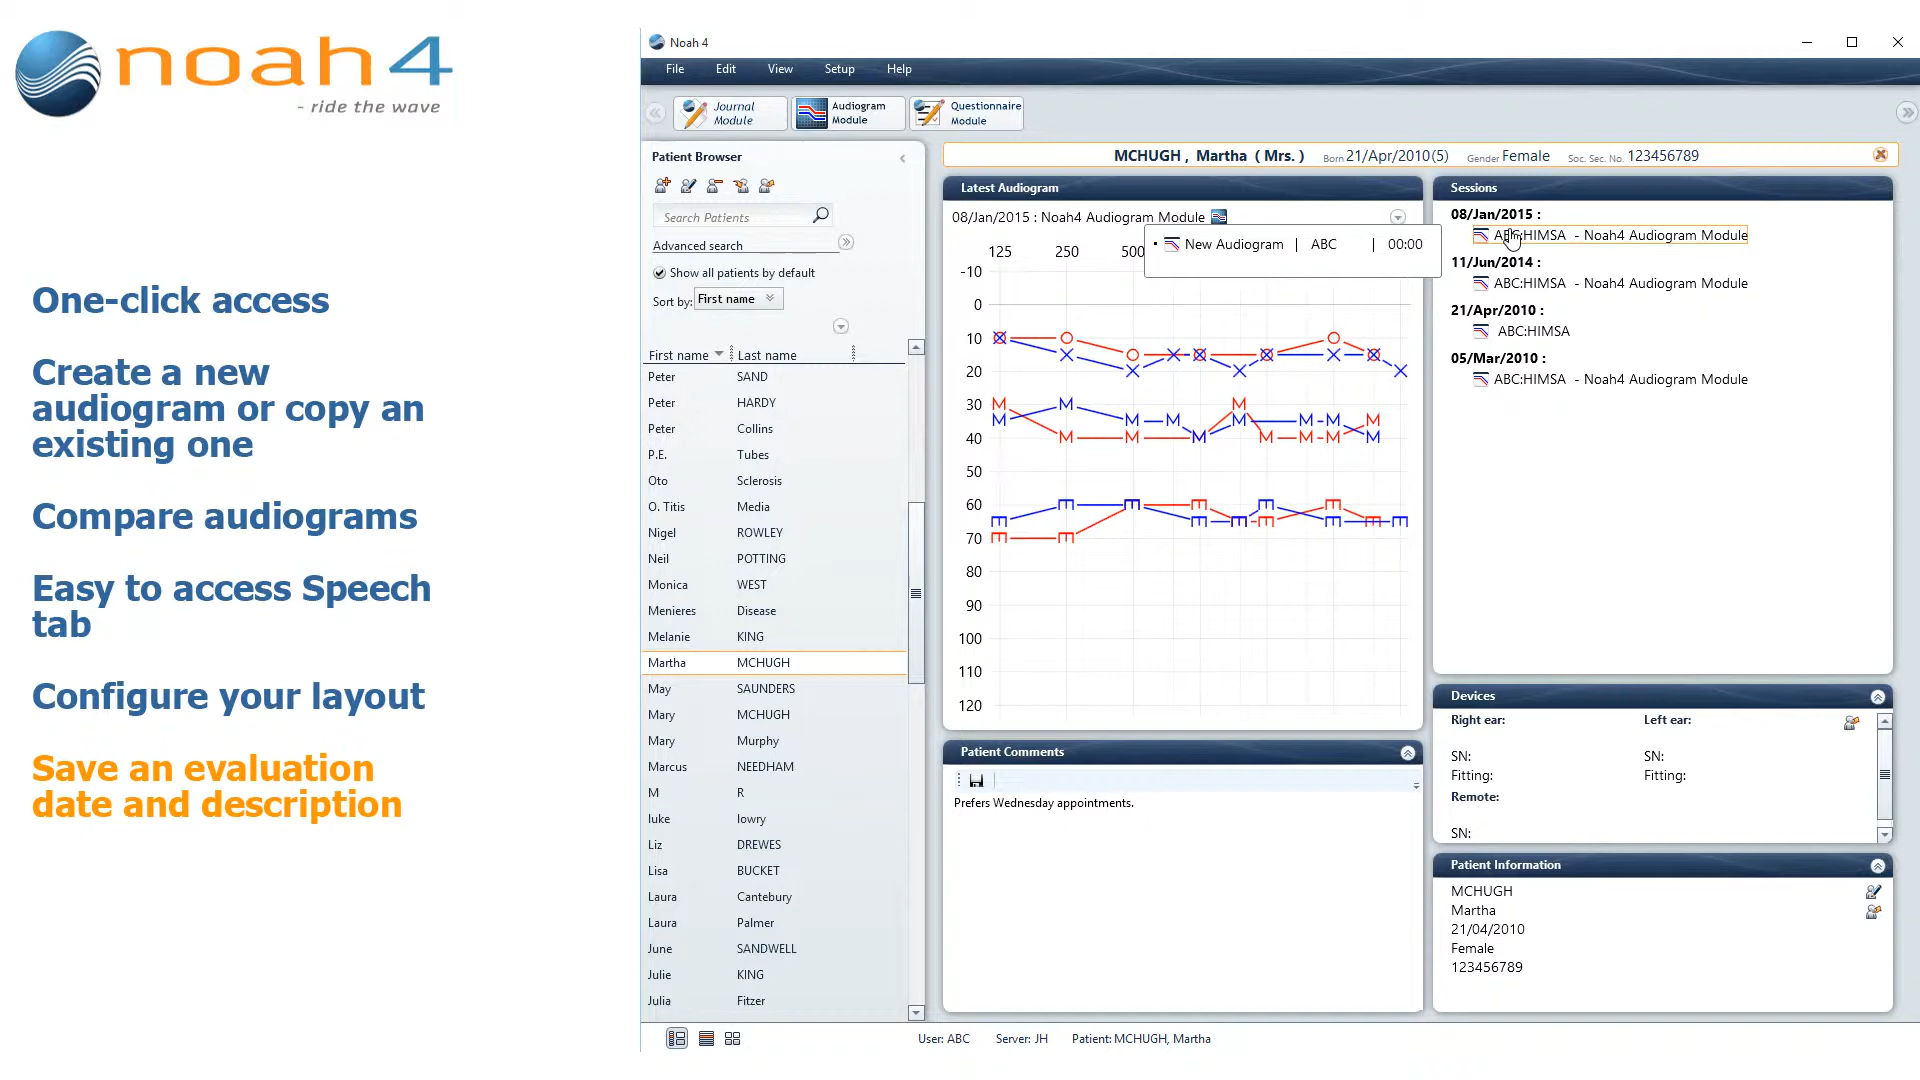 noah 4
- ride the wave
One-click access
Create a new
audiogram or copy an
existing one
Compare audiograms
Easy to access Speech
tab
Configure your layout
Save an evaluation
date and description
Noah 4
File Edit View Setup Help
Journal
Module
Audiogram
Module
Questionnaire
Module
Patient Browser
Search Patients
Advanced search
Show all patients by default
Sort by: First name
First name Last name
Peter SAND
Peter HARDY
Peter Collins
P.E. Tubes
Oto Sclerosis
O. Titis Media
Nigel ROWLEY
Neil POTTING
Monica WEST
Menieres Disease
Melanie KING
Martha MCHUGH
May SAUNDERS
Mary MCHUGH
Mary Murphy
Marcus NEEDHAM
M R
luke lowry
Liz DREWES
Lisa BUCKET
Laura Cantebury
Laura Palmer
June SANDWELL
Julie KING
Julia Fitzer
MCHUGH , Martha ( Mrs. ) Born 21/Apr/2010(5) Gender Female Soc. Sec. No. 123456789
Latest Audiogram
08/Jan/2015 : Noah4 Audiogram Module
New Audiogram | ABC | 00:00
125 250 500
-10
0
10
20
30
40
50
60
70
80
90
100
110
120
Patient Comments
Prefers Wednesday appointments.
Sessions
08/Jan/2015 :
ABC:HIMSA - Noah4 Audiogram Module
11/Jun/2014 :
ABC:HIMSA - Noah4 Audiogram Module
21/Apr/2010 :
ABC:HIMSA
05/Mar/2010 :
ABC:HIMSA - Noah4 Audiogram Module
Devices
Right ear: Left ear:
SN: SN:
Fitting: Fitting:
Remote:
SN:
Patient Information
MCHUGH
Martha
21/04/2010
Female
123456789
User: ABC Server: JH Patient: MCHUGH, Martha